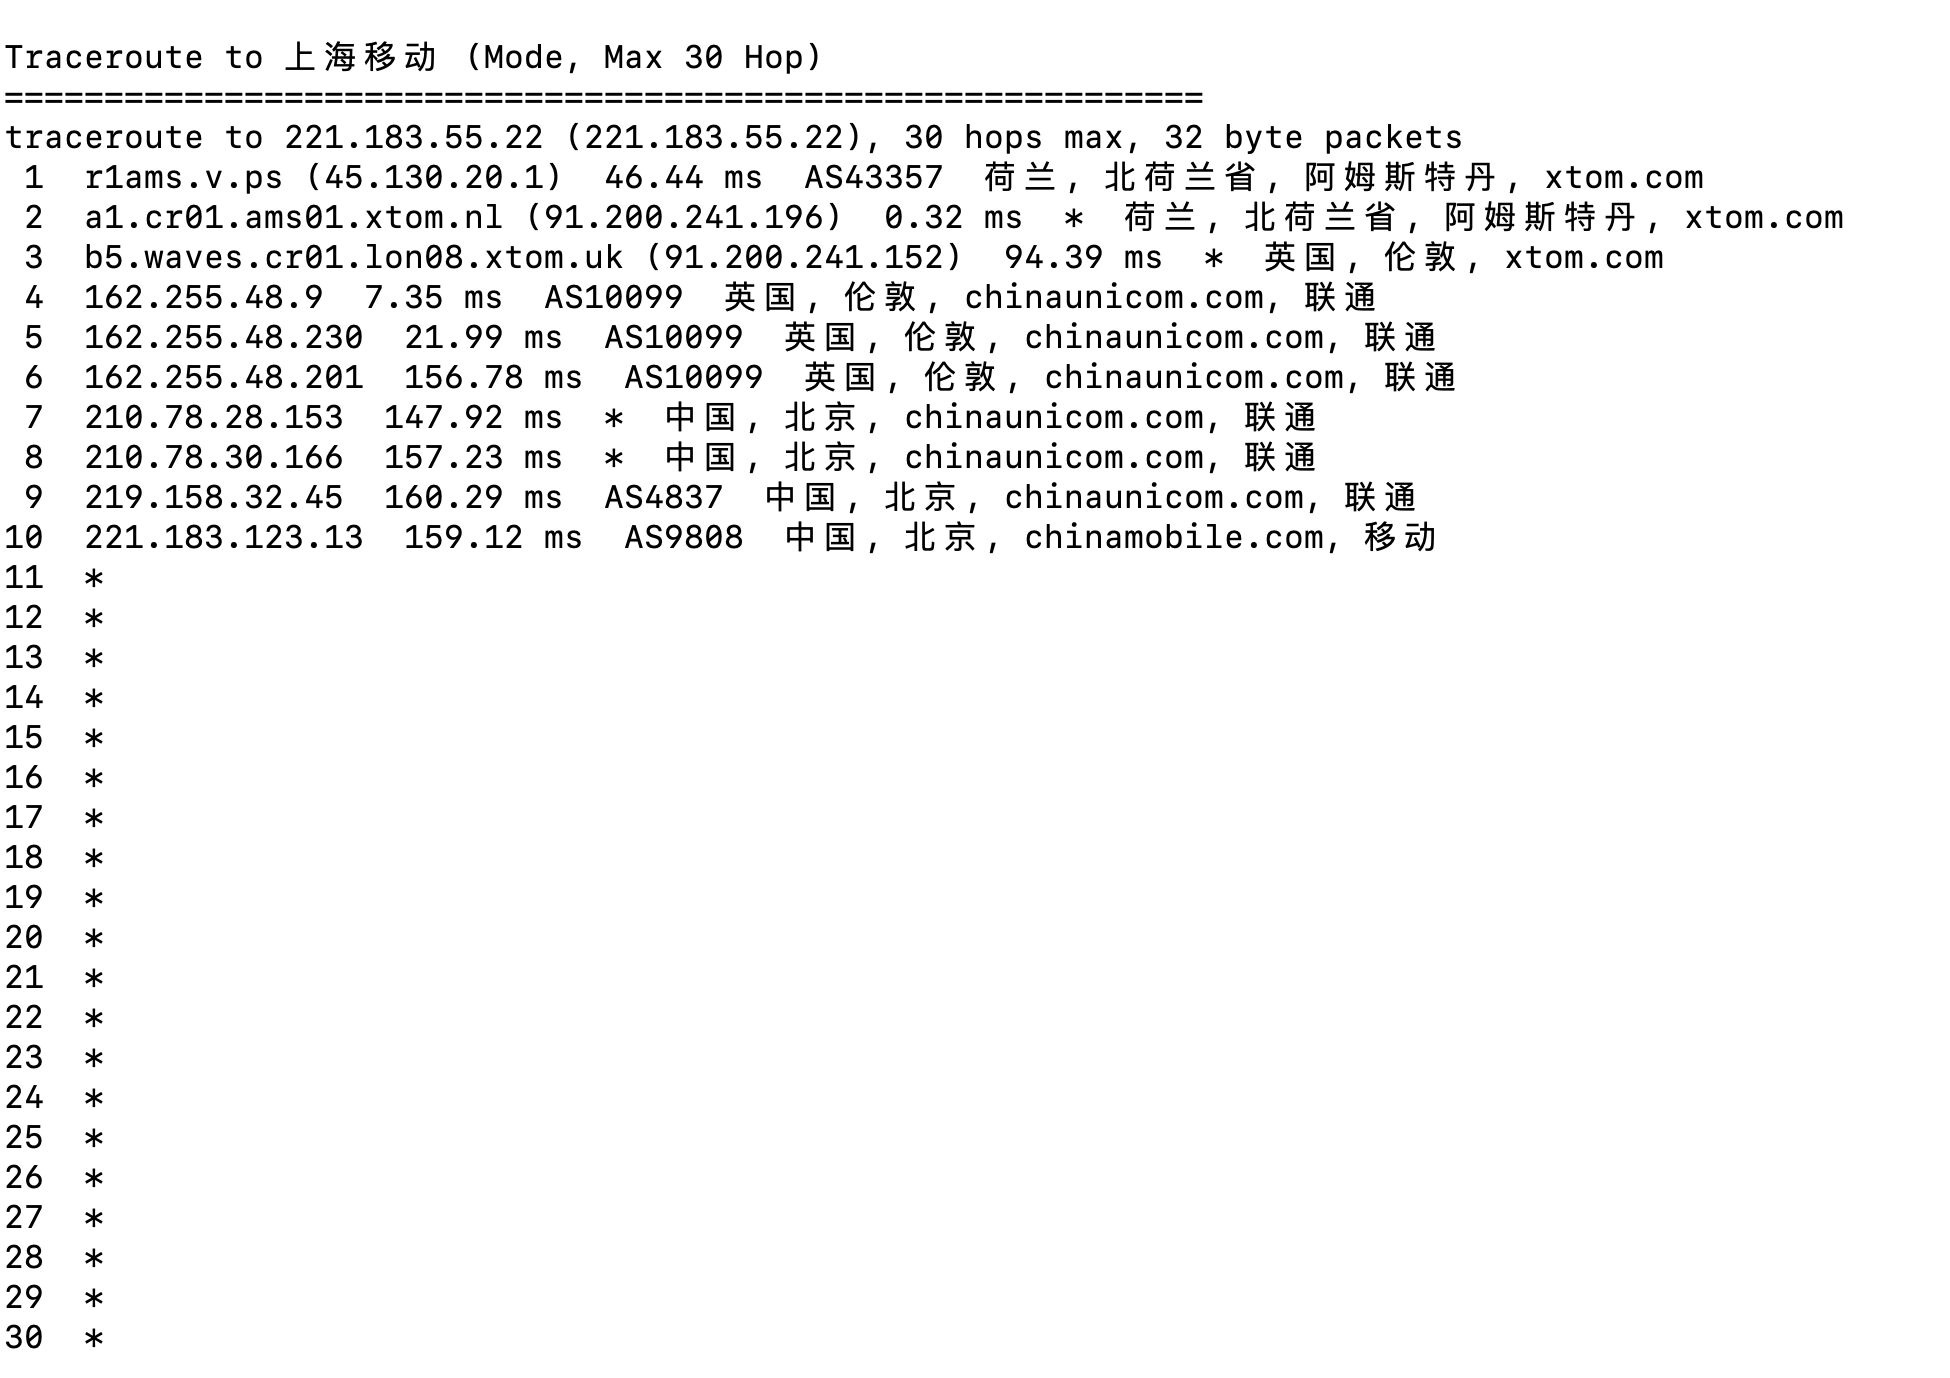 Traceroute to 上海移动 (Mode, Max 30 Hop)
============================================================
traceroute to 221.183.55.22 (221.183.55.22), 30 hops max, 32 byte packets
 1  r1ams.v.ps (45.130.20.1)  46.44 ms  AS43357  荷兰, 北荷兰省, 阿姆斯特丹, xtom.com
 2  a1.cr01.ams01.xtom.nl (91.200.241.196)  0.32 ms  *  荷兰, 北荷兰省, 阿姆斯特丹, xtom.com
 3  b5.waves.cr01.lon08.xtom.uk (91.200.241.152)  94.39 ms  *  英国, 伦敦, xtom.com
 4  162.255.48.9  7.35 ms  AS10099  英国, 伦敦, chinaunicom.com, 联通
 5  162.255.48.230  21.99 ms  AS10099  英国, 伦敦, chinaunicom.com, 联通
 6  162.255.48.201  156.78 ms  AS10099  英国, 伦敦, chinaunicom.com, 联通
 7  210.78.28.153  147.92 ms  *  中国, 北京, chinaunicom.com, 联通
 8  210.78.30.166  157.23 ms  *  中国, 北京, chinaunicom.com, 联通
 9  219.158.32.45  160.29 ms  AS4837  中国, 北京, chinaunicom.com, 联通
10  221.183.123.13  159.12 ms  AS9808  中国, 北京, chinamobile.com, 移动
11  *
12  *
13  *
14  *
15  *
16  *
17  *
18  *
19  *
20  *
21  *
22  *
23  *
24  *
25  *
26  *
27  *
28  *
29  *
30  *